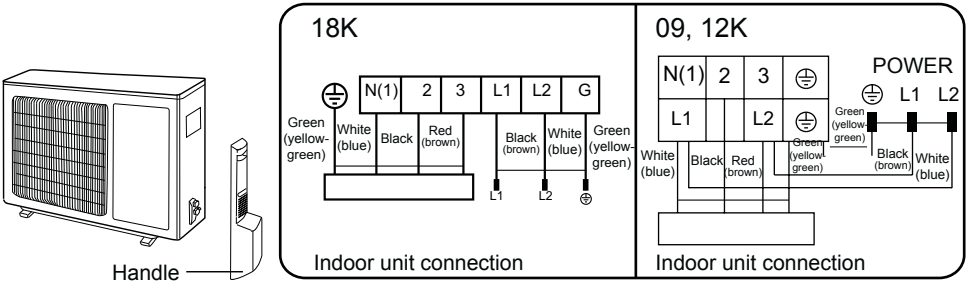 Handle
18K
N(1) 2 3 L1 L2 G
Green
(yellow-
green)
White
(blue)
Black
Red
(brown)
Black
(brown)
White
(blue)
Green
(yellow-
green)
L1 L2
Indoor unit connection
09, 12K
N(1) 2 3
L1 L2
POWER
L1 L2
Green
(yellow-
green)
White
(blue)
Black
Red
(brown)
Green
(yellow-
green)
Black
(brown)
White
(blue)
Indoor unit connection